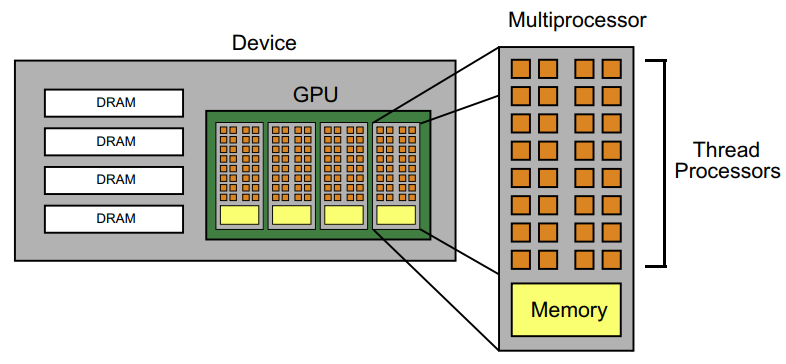 Multiprocessor
Device
GPU
DRAM
DRAM
DRAM
DRAM
Thread
Processors
Memory